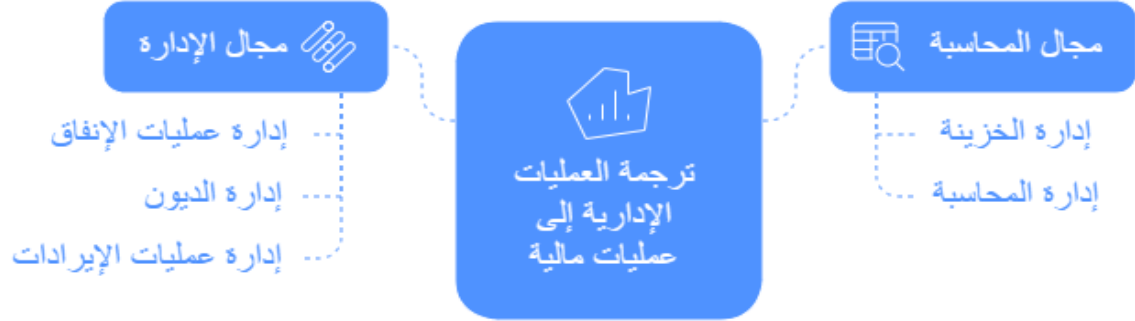 مجال المحاسبة
إدارة الخزينة
إدارة المحاسبة
ترجمة العمليات
الإدارية إلى
عمليات مالية
مجال الإدارة
إدارة عمليات الإنفاق
إدارة الديون
إدارة عمليات الإيرادات